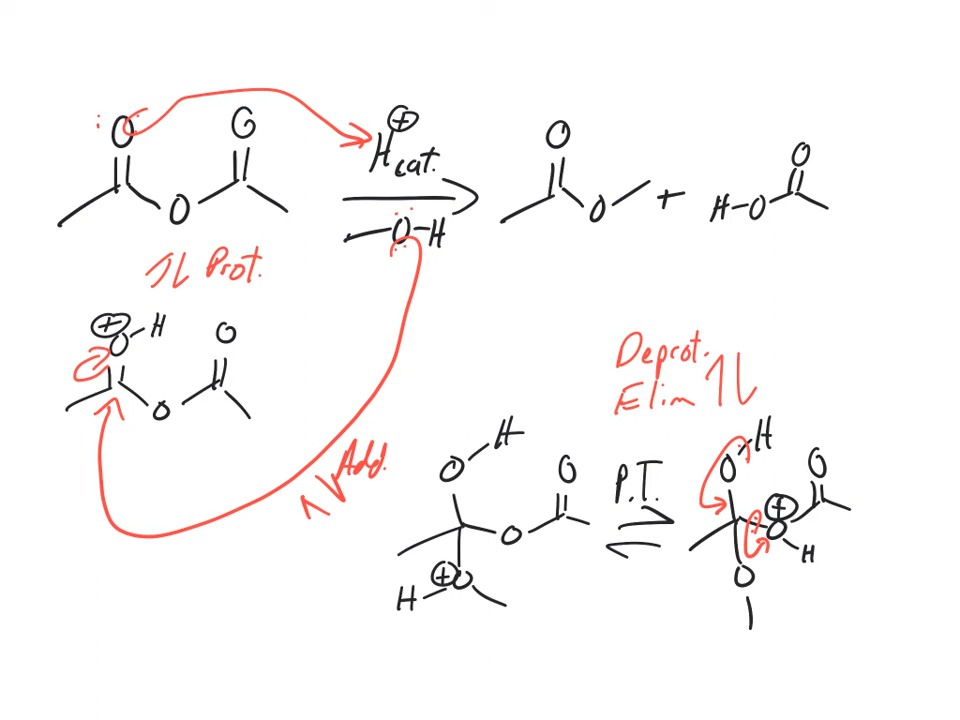 O O H⊕ cat. O O
O O—H O + H—O
⇌ Prot.
⊕ O H O
O
Deprot. ⇌
Elim
H H
Add. O O P.T. O O
O ⊕ O
H ⊕ O H
O